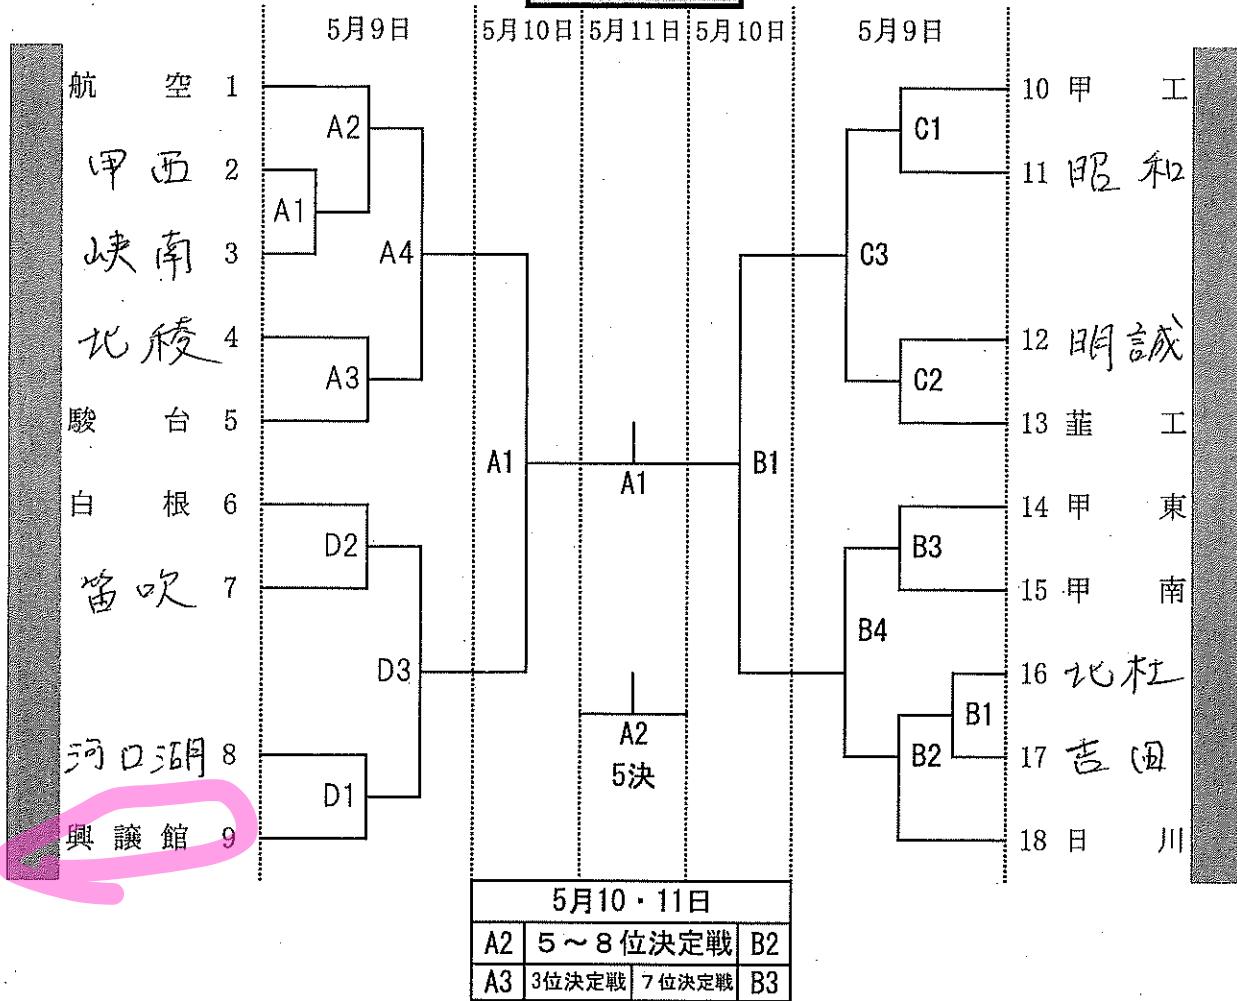 5月9日 5月10日 5月11日 5月10日 5月9日
航空 1
甲西 2
峡南 3
北稜 4
駿台 5
白根 6
笛吹 7
河口湖 8
興譲館 9
A2
A1
A4
A3
D2
D3
D1
A1
A1
A2
5決
B1
C1
C3
C2
B3
B4
B1
B2
10 甲工
11 昭和
12 明誠
13 韮工
14 甲東
15 甲南
16 北杜
17 吉田
18 日川
5月10・11日
A2 5~8位決定戦 B2
A3 3位決定戦 7位決定戦 B3